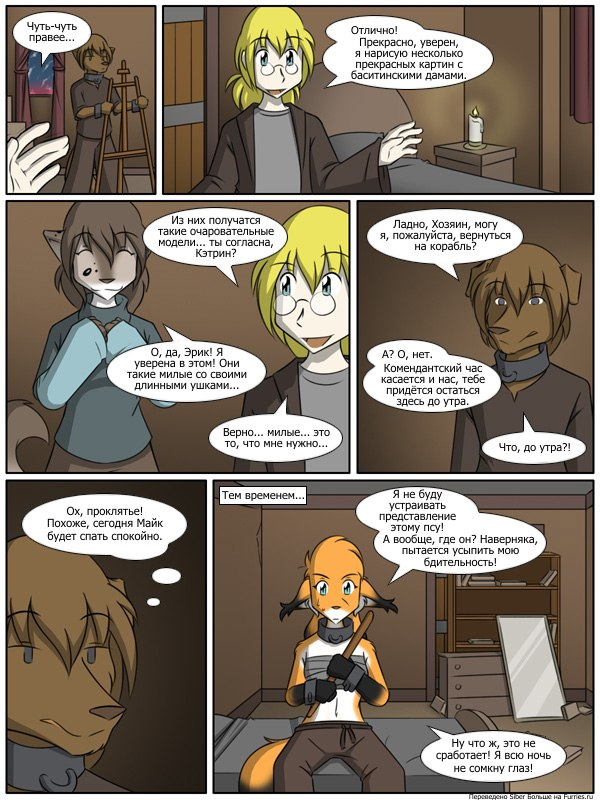 Чуть-чуть
правее...
Отлично!
Прекрасно, уверен,
я нарисую несколько
прекрасных картин с
баситинскими дамами.
Из них получатся
такие очаровательные
модели... ты согласна,
Кэтрин?
О, да, Эрик! Я
уверена в этом! Они
такие милые со своими
длинными ушками...
Верно... милые... это
то, что мне нужно...
Ладно, Хозяин, могу
я, пожалуйста, вернуться
на корабль?
А? О, нет.
Комендантский час
касается и нас, тебе
придётся остаться
здесь до утра.
Что, до утра?!
Ох, проклятье!
Похоже, сегодня Майк
будет спать спокойно.
Тем временем...
Я не буду
устраивать
представление
этому псу!
А вообще, где он? Наверняка,
пытается усыпить мою
бдительность!
Ну что ж, это не
сработает! Я всю ночь
не сомкну глаз!
Переведено Siber Больше на Furries.ru